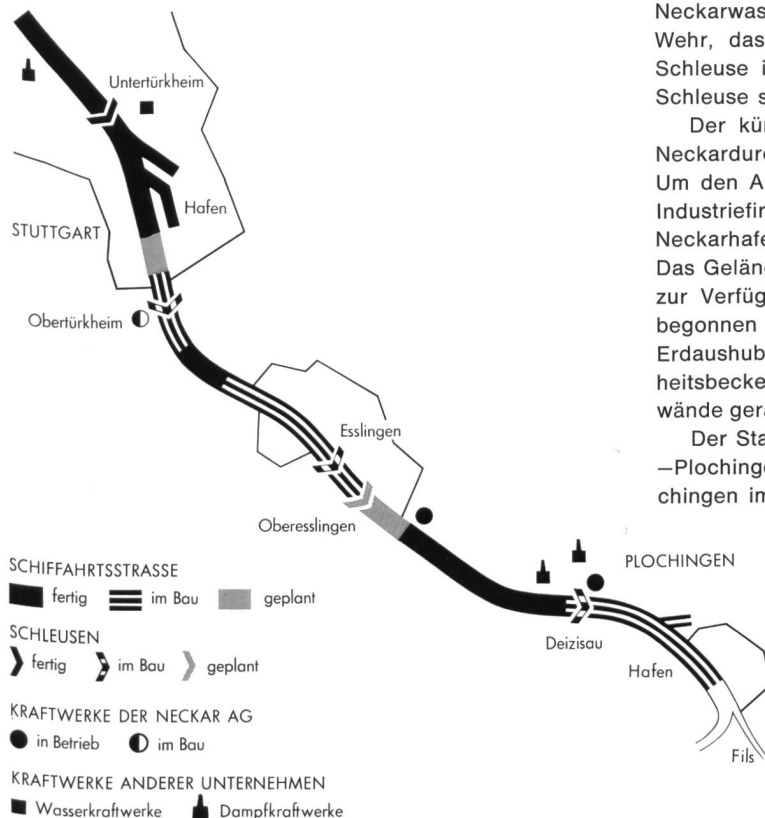 Untertürkheim
Hafen
STUTTGART
Obertürkheim
Esslingen
Oberesslingen
PLOCHINGEN
Deizisau
Hafen
Fils
SCHIFFAHRTSSTRASSE
fertig im Bau geplant
SCHLEUSEN
fertig im Bau geplant
KRAFTWERKE DER NECKAR AG
in Betrieb im Bau
KRAFTWERKE ANDERER UNTERNEHMEN
Wasserkraftwerke Dampfkraftwerke
Neckarwas
Wehr, das
Schleuse i
Schleuse s
Der kür
Neckardurc
Um den A
Industriefir
Neckarhafe
Das Geländ
zur Verfüg
begonnen
Erdaushub
heitsbecke
wände gera
Der Sta
—Plochinge
chingen im